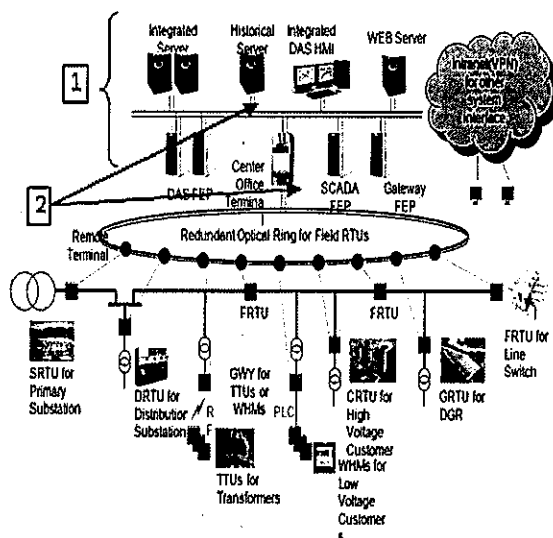 Integrated
Server
Historical
Server
Integrated
DAS HMI
WEB Server
Intranet(VPN)
for other
system
interface
1
DAS FEP
Center
Office
Termina
SCADA
FEP
Gateway
FEP
2
Redundent Optical Ring for Field RTUs
Remote
Terminal
FRTU
FRTU
FRTU for
Line
Switch
SRTU for
Primary
Substation
DRTU for
Distribution
Substation
GWY for
TTUs or
WHMs
R
F
PLC
CRTU for
High
Voltage
Customer
GRTU for
DGR
TTUs for
Transformers
WHMs for
Low
Voltage
Customer
s